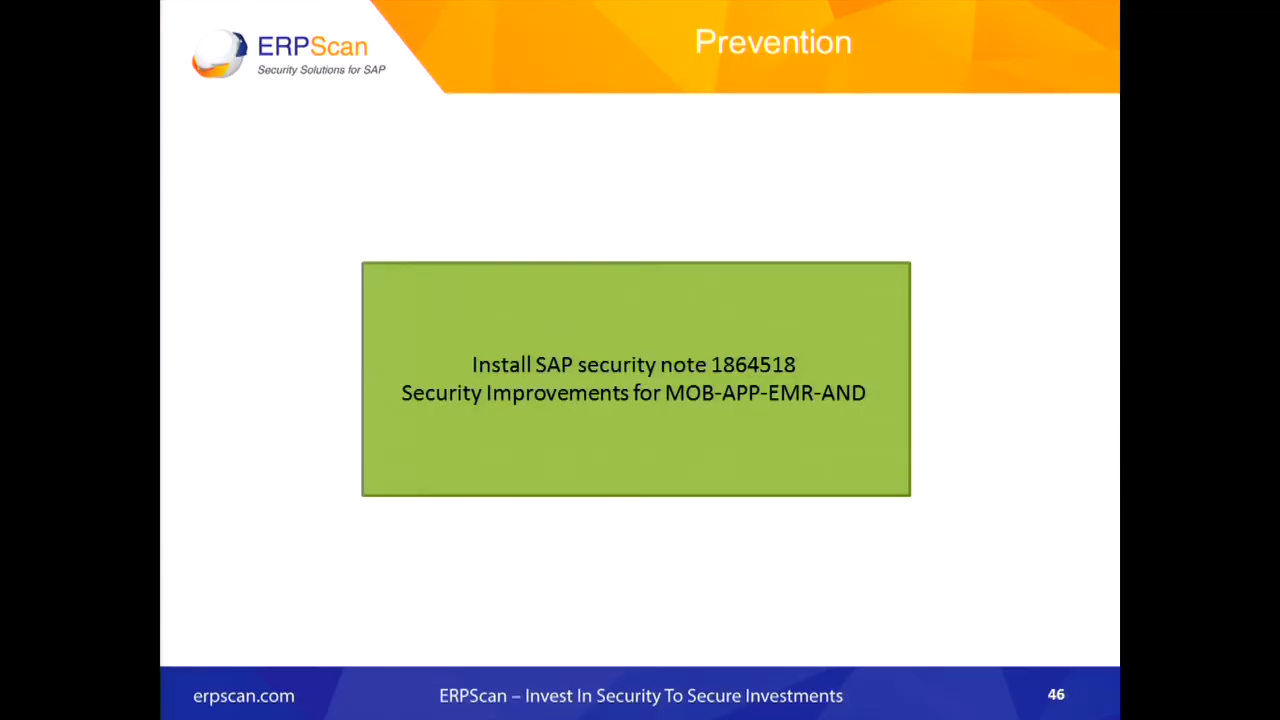 ERPScan
Security Solutions for SAP
Prevention
Install SAP security note 1864518
Security Improvements for MOB-APP-EMR-AND
erpscan.com
ERPScan – Invest In Security To Secure Investments
46